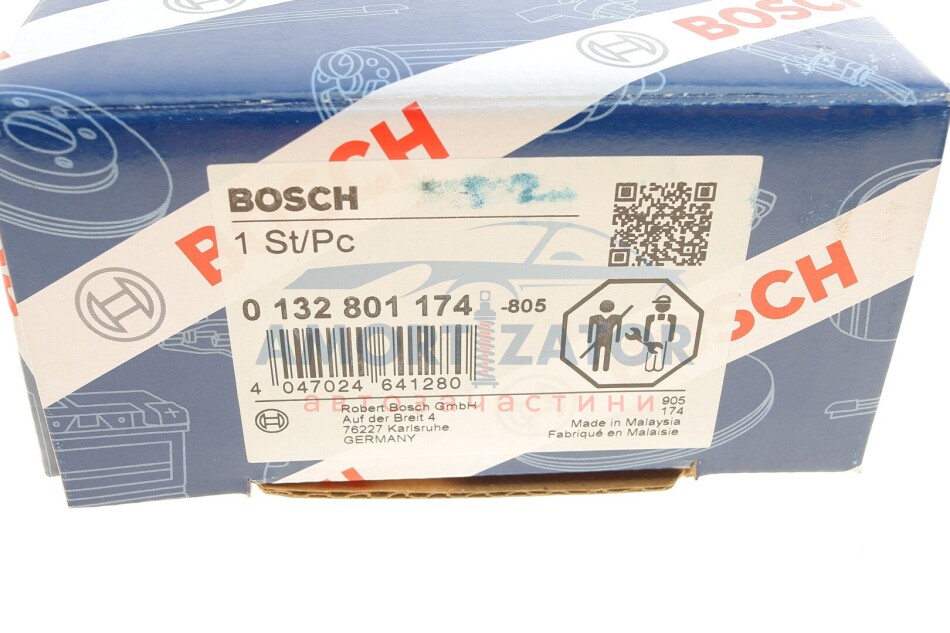 BOSCH
BOSCH
BOSCH
BOSCH
1 St/Pc
0 132 801 174 -805
AMORTIZATOR
4 047024 641280
автозапчастини
Robert Bosch GmbH
Auf der Breit 4
76227 Karlsruhe
GERMANY
905
174
Made in Malaysia
Fabriqué en Malaisie